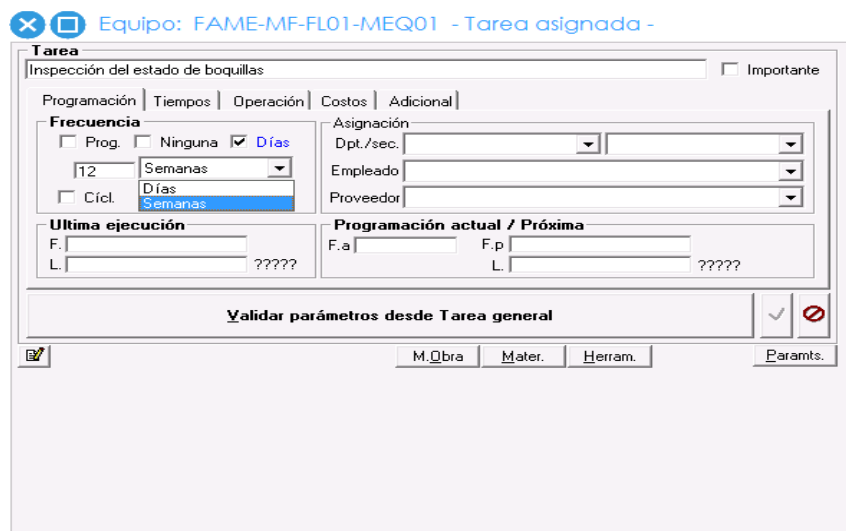 Equipo: FAME-MF-FL01-MEQ01 - Tarea asignada -
Tarea
Inspección del estado de boquillas
Importante
Programación Tiempos Operación Costos Adicional
Frecuencia
Prog. Ninguna Días
12 Semanas
Días
Semanas
Cícl.
Asignación
Dpt./sec.
Empleado
Proveedor
Ultima ejecución
F.
L. ?????
Programación actual / Próxima
F.a F.p
L. ?????
Validar parámetros desde Tarea general
M.Obra Mater. Herram. Paramts.